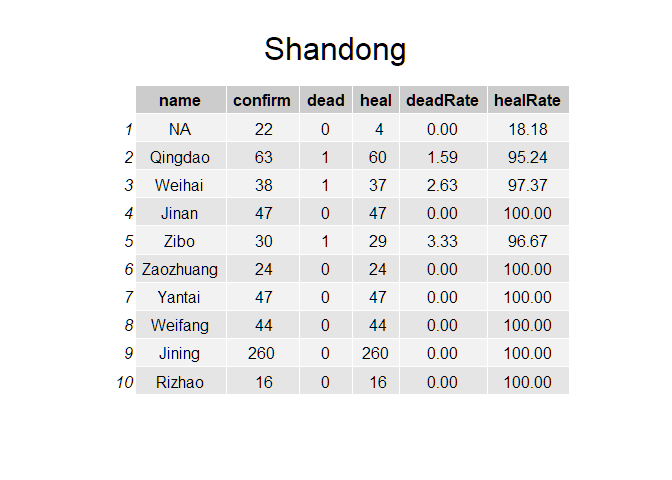 Shandong
name confirm dead heal deadRate healRate
1 NA 22 0 4 0.00 18.18
2 Qingdao 63 1 60 1.59 95.24
3 Weihai 38 1 37 2.63 97.37
4 Jinan 47 0 47 0.00 100.00
5 Zibo 30 1 29 3.33 96.67
6 Zaozhuang 24 0 24 0.00 100.00
7 Yantai 47 0 47 0.00 100.00
8 Weifang 44 0 44 0.00 100.00
9 Jining 260 0 260 0.00 100.00
10 Rizhao 16 0 16 0.00 100.00